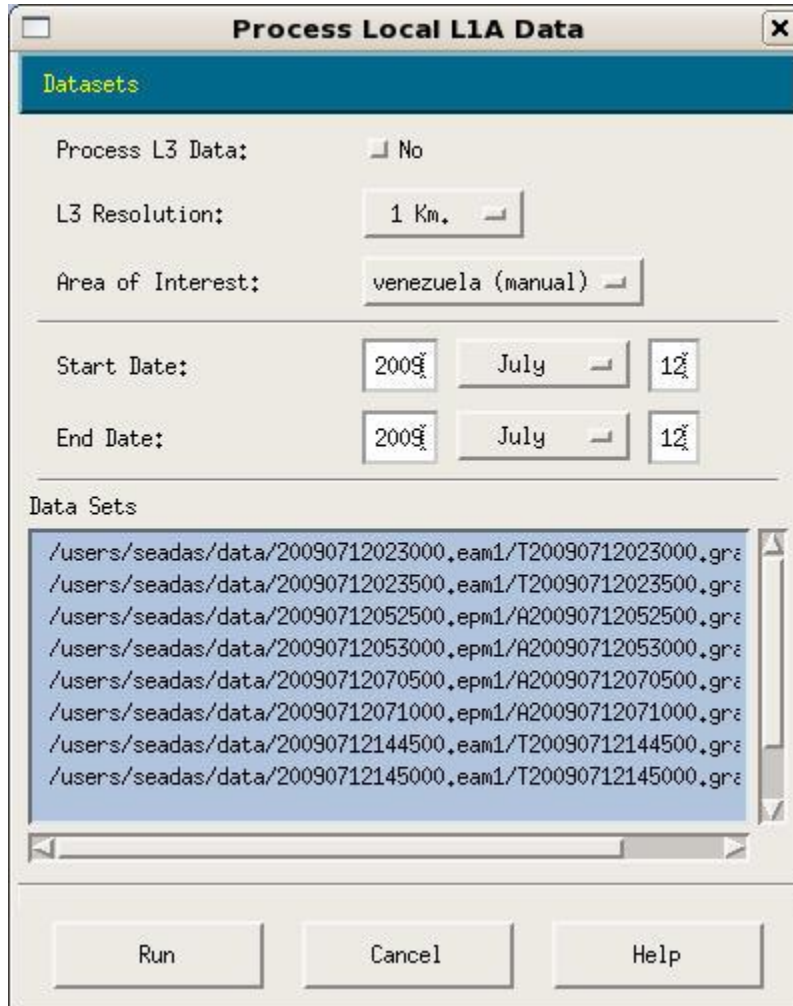 Process Local L1A Data
Datasets
Process L3 Data: No
L3 Resolution: 1 Km.
Area of Interest: venezuela (manual)
Start Date: 2009 July 12
End Date: 2009 July 12
Data Sets
/users/seadas/data/20090712023000.eam1/T20090712023000.gra
/users/seadas/data/20090712023500.eam1/T20090712023500.gra
/users/seadas/data/20090712052500.epm1/A20090712052500.gra
/users/seadas/data/20090712053000.epm1/A20090712053000.gra
/users/seadas/data/20090712070500.epm1/A20090712070500.gra
/users/seadas/data/20090712071000.epm1/A20090712071000.gra
/users/seadas/data/20090712144500.eam1/T20090712144500.gra
/users/seadas/data/20090712145000.eam1/T20090712145000.gra
Run Cancel Help